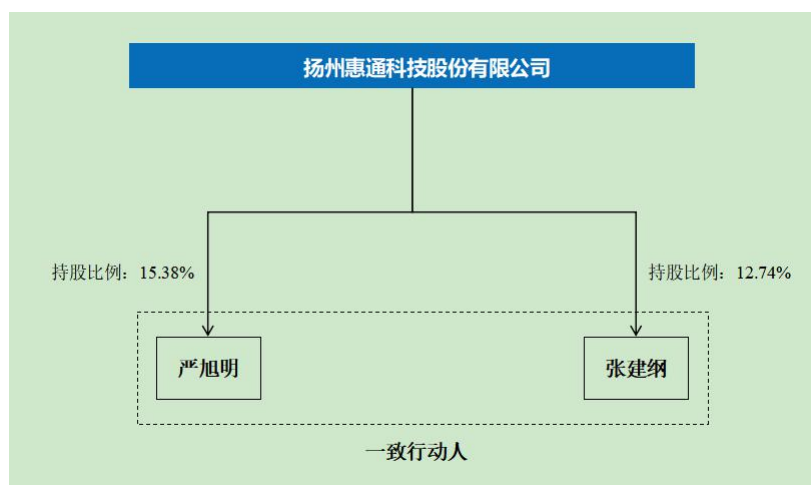 扬州惠通科技股份有限公司
持股比例：15.38%
持股比例：12.74%
严旭明
张建纲
一致行动人